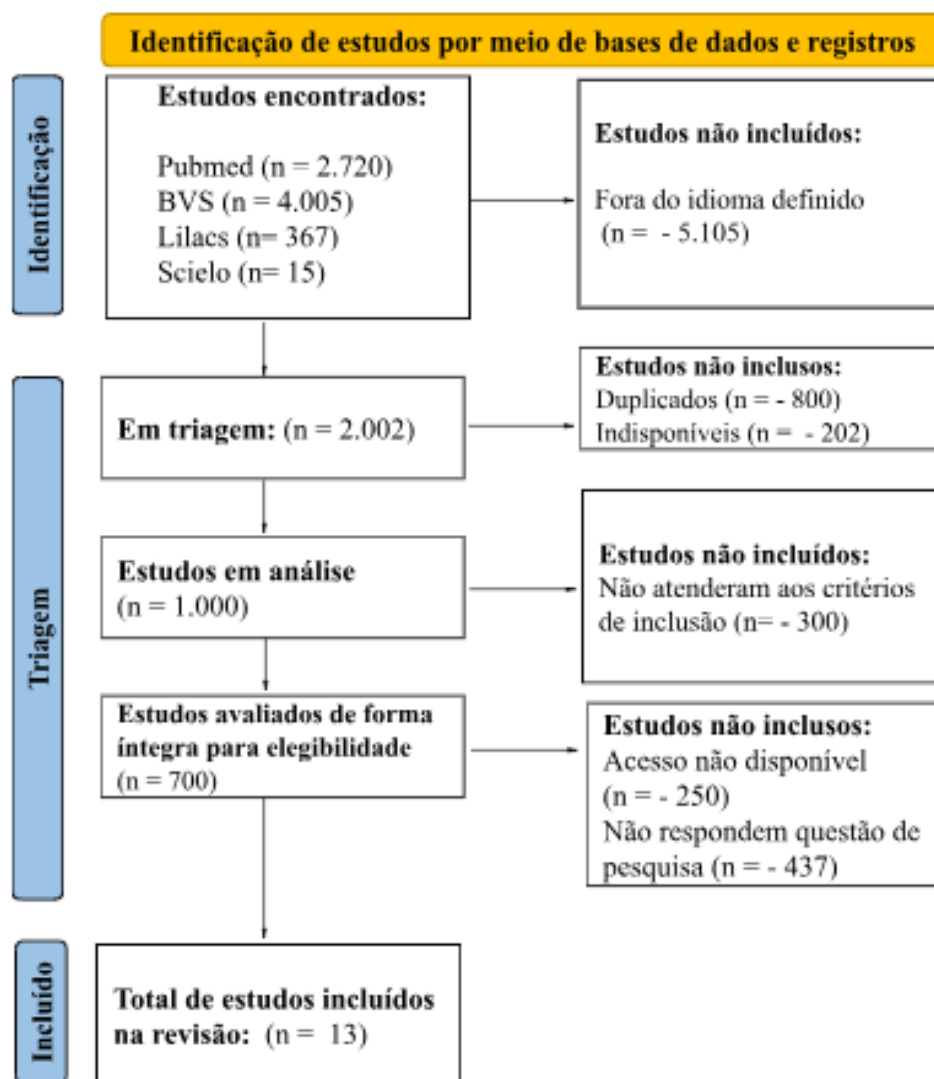 Identificação de estudos por meio de bases de dados e registros
Identificação
Estudos encontrados:
Pubmed (n = 2.720)
BVS (n = 4.005)
Lilacs (n= 367)
Scielo (n= 15)
Estudos não incluídos:
Fora do idioma definido
(n = - 5.105)
Triagem
Em triagem: (n = 2.002)
Estudos não inclusos:
Duplicados (n = - 800)
Indisponíveis (n = - 202)
Estudos em análise
(n = 1.000)
Estudos não incluídos:
Não atenderam aos critérios
de inclusão (n= - 300)
Estudos avaliados de forma
íntegra para elegibilidade
(n = 700)
Estudos não inclusos:
Acesso não disponível
(n = - 250)
Não respondem questão de
pesquisa (n = - 437)
Incluído
Total de estudos incluídos
na revisão: (n = 13)